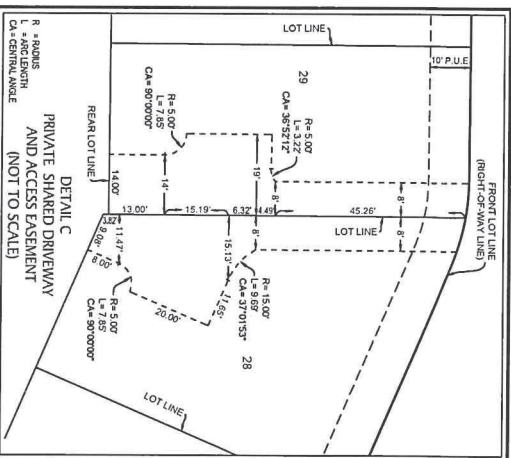 FRONT LOT LINE
(RIGHT-OF-WAY LINE)
LOT LINE
10' P.U.E
29
R= 5.00'
L= 3.22'
CA= 36°52'12"
8'
8'
8'
45.26'
LOT LINE
R= 5.00'
L= 7.85'
CA= 90°00'00"
19'
8'
4.49'
6.32'
15.19'
14'
13.00'
14.00'
REAR LOT LINE
R= 15.00'
L= 9.69'
CA= 37°01'53"
28
15.13'
11.65'
20.00'
R= 5.00'
L= 7.85'
CA= 90°00'00"
11.47'
3.82'
9.08'
8.00'
LOT LINE
DETAIL C
PRIVATE SHARED DRIVEWAY
AND ACCESS EASEMENT
(NOT TO SCALE)
R = RADIUS
L = ARC LENGTH
CA = CENTRAL ANGLE